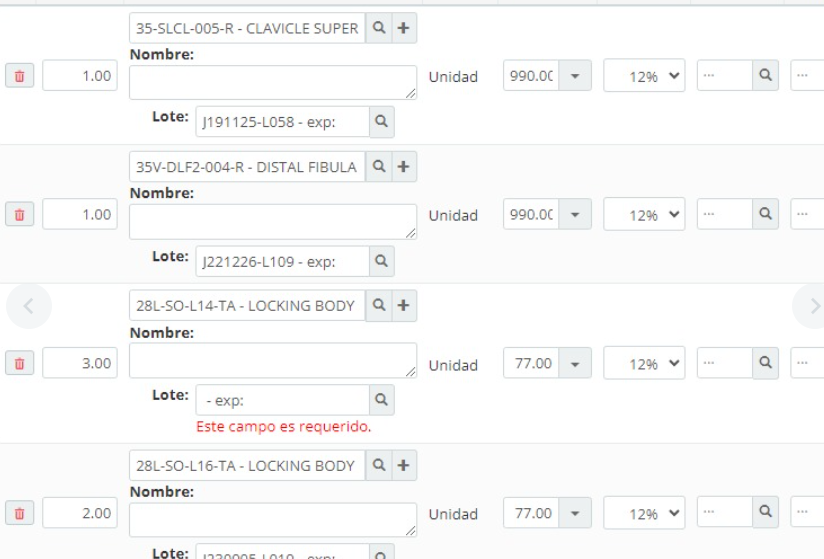 35-SLCL-005-R - CLAVICLE SUPER
Nombre:
1.00
Unidad
990.00
12%
...
...
Lote: J191125-L058 - exp:
35V-DLF2-004-R - DISTAL FIBULA
Nombre:
1.00
Unidad
990.00
12%
...
...
Lote: J221226-L109 - exp:
28L-SO-L14-TA - LOCKING BODY
Nombre:
3.00
Unidad
77.00
12%
...
...
Lote: - exp:
Este campo es requerido.
28L-SO-L16-TA - LOCKING BODY
Nombre:
2.00
Unidad
77.00
12%
...
...
Lote: J230905-L019 - exp: